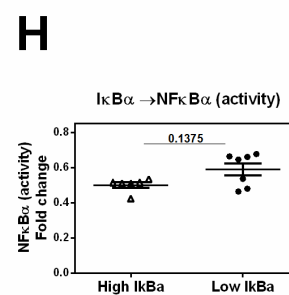 H
IκBα →NFκBα (activity)
NFκBα (activity)
Fold change
0.8
0.6
0.4
0.2
0.0
0.1375
High IkBa
Low IkBa